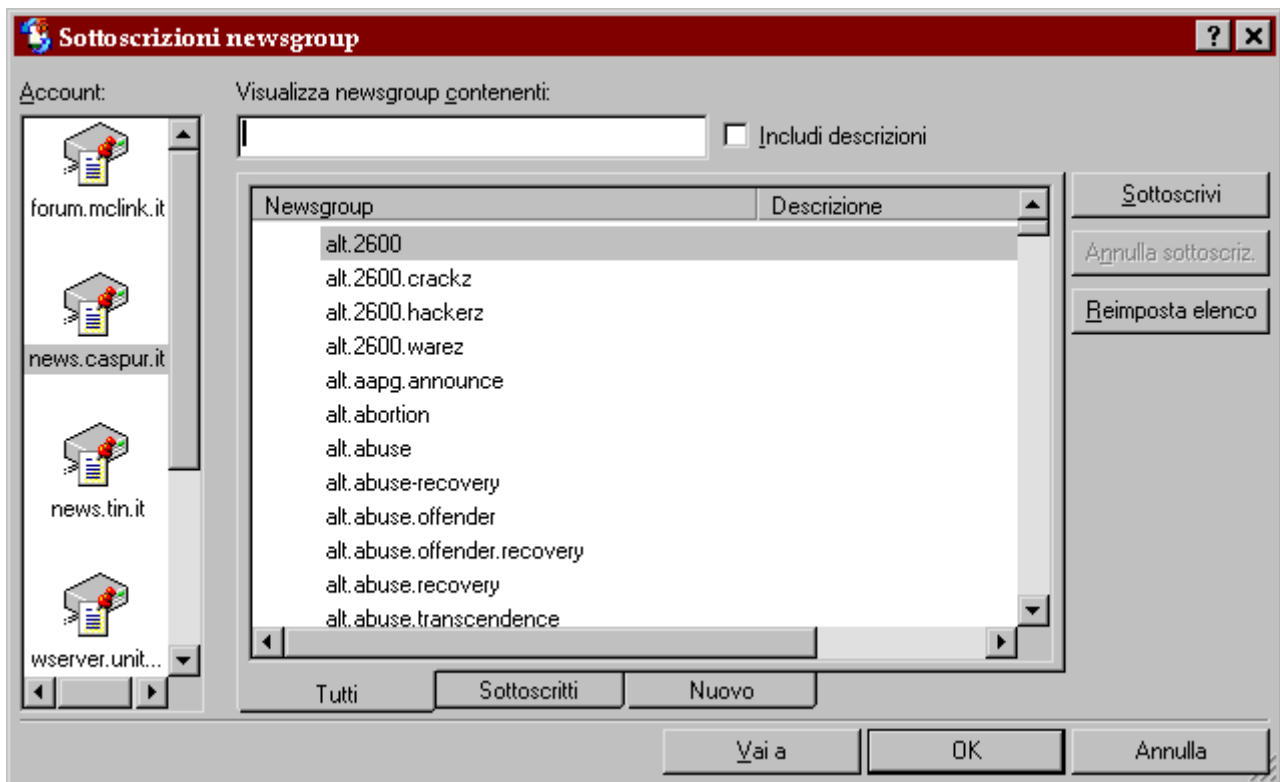 Sottoscrizioni newsgroup
Account:
Visualizza newsgroup contenenti:
Includi descrizioni
forum.mclink.it
news.caspur.it
news.tin.it
wserver.unit...
Newsgroup Descrizione
alt.2600
alt.2600.crackz
alt.2600.hackerz
alt.2600.warez
alt.aapg.announce
alt.abortion
alt.abuse
alt.abuse-recovery
alt.abuse.offender
alt.abuse.offender.recovery
alt.abuse.recovery
alt.abuse.transcendence
Sottoscrivi
Annulla sottoscriz.
Reimposta elenco
Tutti Sottoscritti Nuovo
Vai a OK Annulla